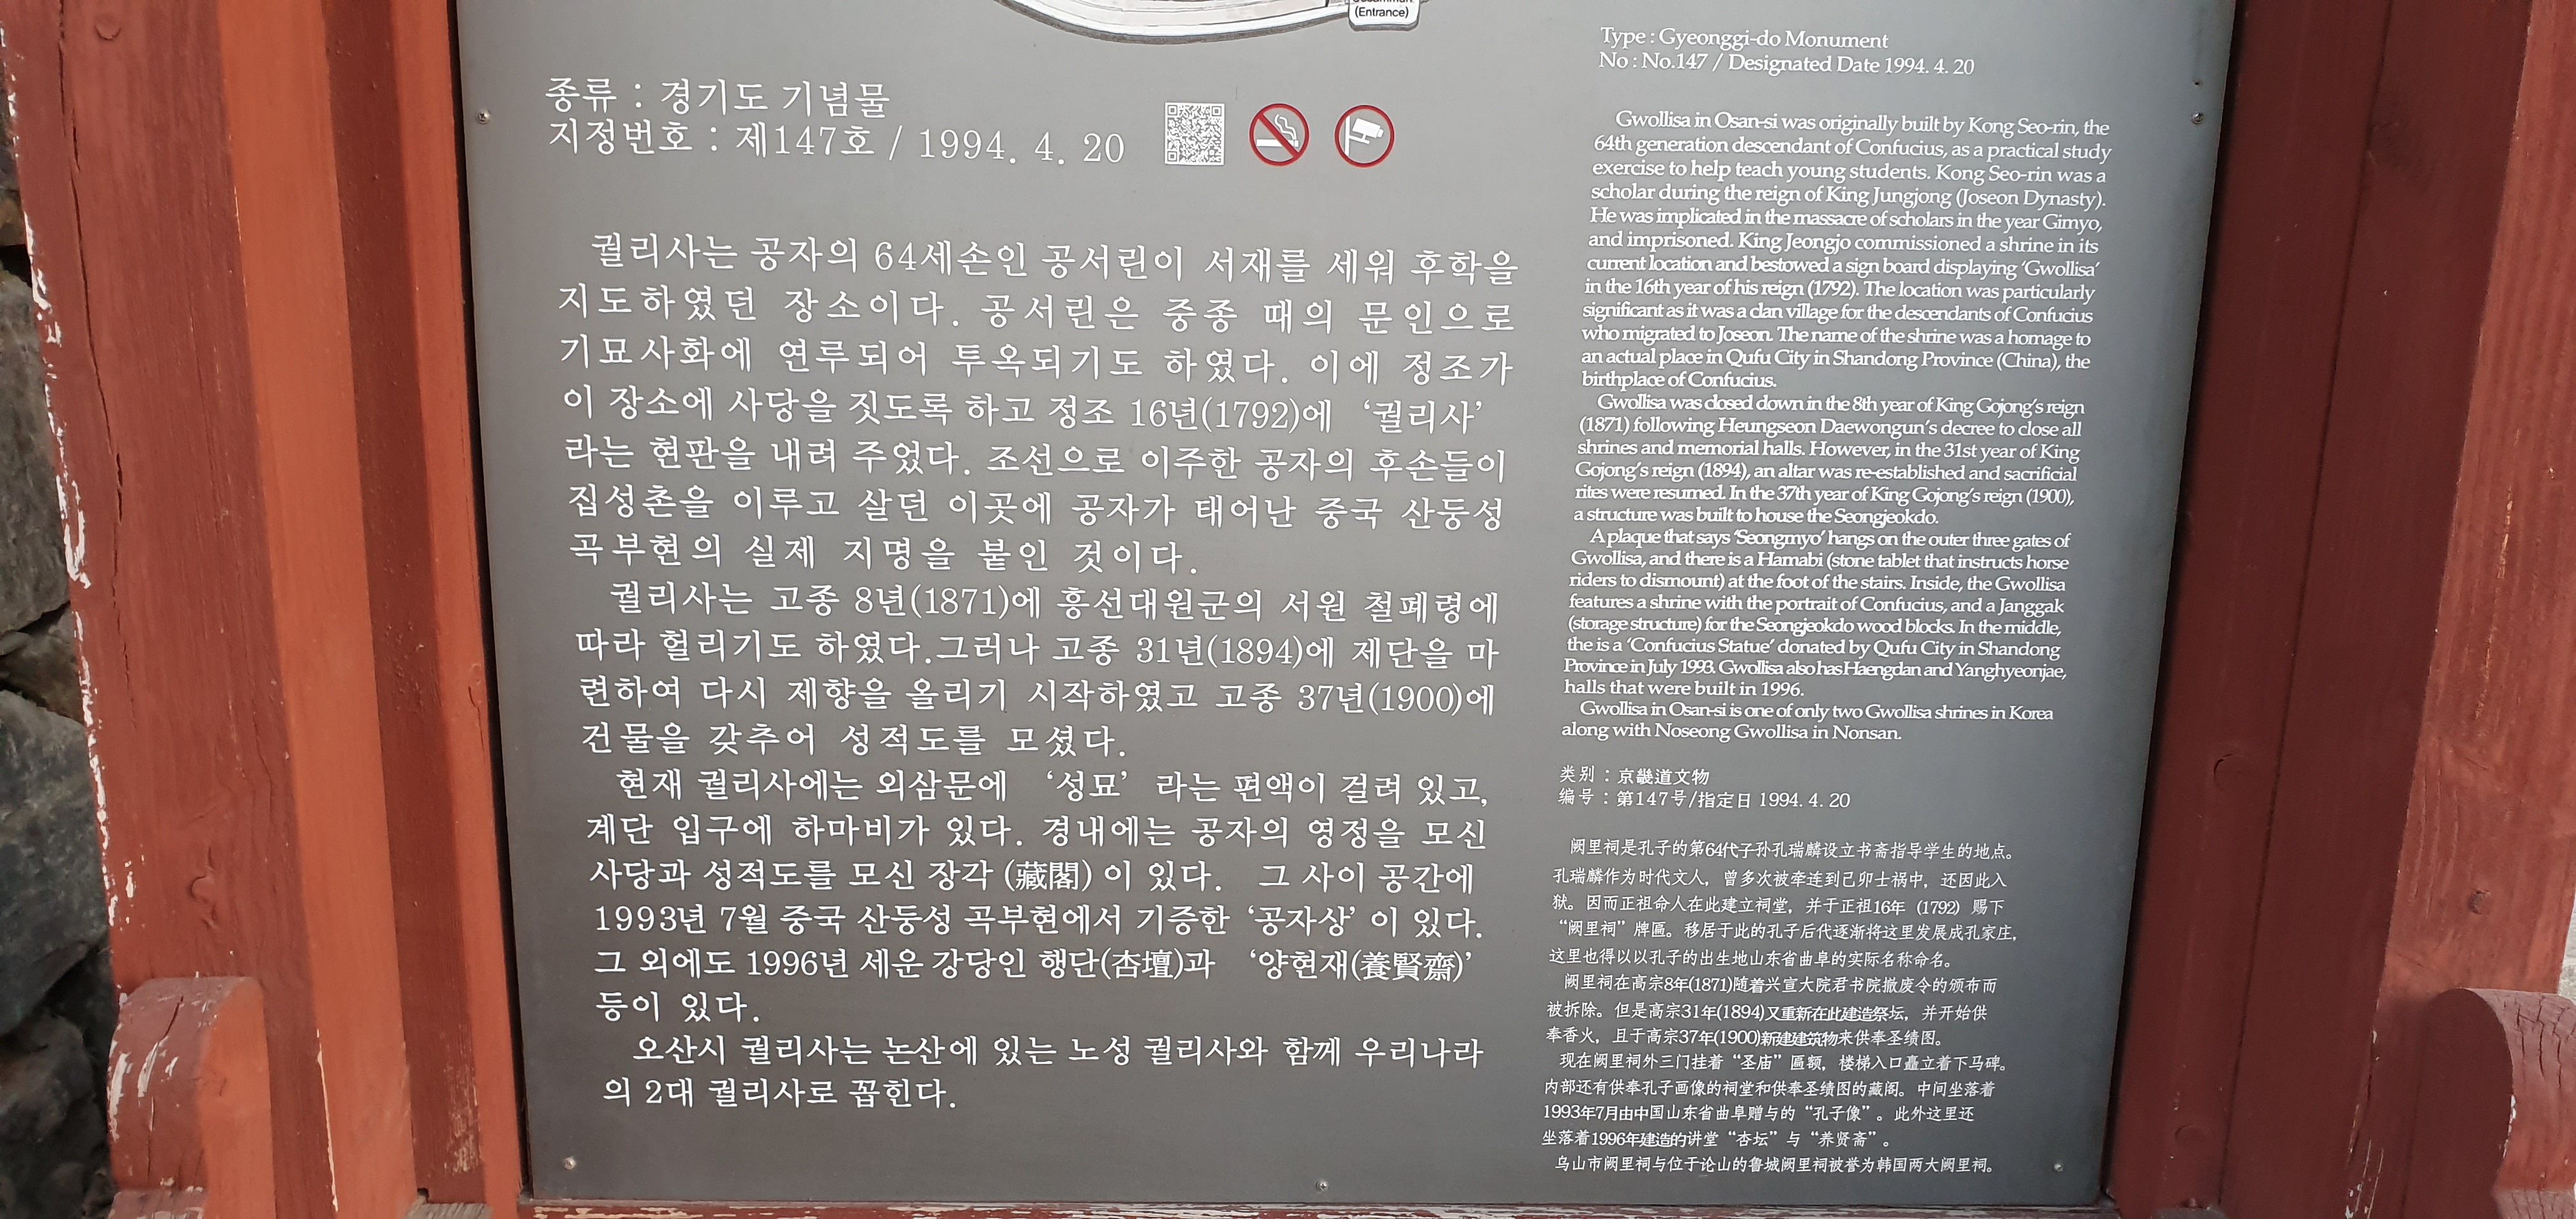 (Entrance)
종류 : 경기도 기념물
지정번호 : 제147호 / 1994. 4. 20
궐리사는 공자의 64세손인 공서린이 서재를 세워 후학을
지도하였던 장소이다. 공서린은 중종 때의 문인으로
기묘사화에 연루되어 투옥되기도 하였다. 이에 정조가
이 장소에 사당을 짓도록 하고 정조 16년(1792)에 ‘궐리사’
라는 현판을 내려 주었다. 조선으로 이주한 공자의 후손들이
집성촌을 이루고 살던 이곳에 공자가 태어난 중국 산둥성
곡부현의 실제 지명을 붙인 것이다.
궐리사는 고종 8년(1871)에 흥선대원군의 서원 철폐령에
따라 헐리기도 하였다.그러나 고종 31년(1894)에 제단을 마
련하여 다시 제향을 올리기 시작하였고 고종 37년(1900)에
건물을 갖추어 성적도를 모셨다.
현재 궐리사에는 외삼문에 ‘성묘’ 라는 편액이 걸려 있고,
계단 입구에 하마비가 있다. 경내에는 공자의 영정을 모신
사당과 성적도를 모신 장각 (藏閣) 이 있다. 그 사이 공간에
1993년 7월 중국 산둥성 곡부현에서 기증한 ‘공자상’ 이 있다.
그 외에도 1996년 세운 강당인 행단(杏壇)과 ‘양현재(養賢齋)’
등이 있다.
오산시 궐리사는 논산에 있는 노성 궐리사와 함께 우리나라
의 2대 궐리사로 꼽힌다.
Type : Gyeonggi-do Monument
No : No.147 / Designated Date 1994. 4. 20
Gwollisa in Osan-si was originally built by Kong Seo-rin, the
64th generation descendant of Confucius, as a practical study
exercise to help teach young students. Kong Seo-rin was a
scholar during the reign of King Jungjong (Joseon Dynasty).
He was implicated in the massacre of scholars in the year Gimyo,
and imprisoned. King Jeongjo commissioned a shrine in its
current location and bestowed a sign board displaying ‘Gwollisa’
in the 16th year of his reign (1792). The location was particularly
significant as it was a clan village for the descendants of Confucius
who migrated to Joseon. The name of the shrine was a homage to
an actual place in Qufu City in Shandong Province (China), the
birthplace of Confucius.
Gwollisa was closed down in the 8th year of King Gojong’s reign
(1871) following Heungseon Daewongun’s decree to close all
shrines and memorial halls. However, in the 31st year of King
Gojong’s reign (1894), an altar was re-established and sacrificial
rites were resumed. In the 37th year of King Gojong’s reign (1900),
a structure was built to house the Seongjeokdo.
A plaque that says ‘Seongmyo’ hangs on the outer three gates of
Gwollisa, and there is a Hamabi (stone tablet that instructs horse
riders to dismount) at the foot of the stairs. Inside, the Gwollisa
features a shrine with the portrait of Confucius, and a Janggak
(storage structure) for the Seongjeokdo wood blocks. In the middle,
the is a ‘Confucius Statue’ donated by Qufu City in Shandong
Province in July 1993. Gwollisa also has Haengdan and Yanghyeonjae,
halls that were built in 1996.
Gwollisa in Osan-si is one of only two Gwollisa shrines in Korea
along with Noseong Gwollisa in Nonsan.
类别 : 京畿道文物
编号 : 第147号/指定日 1994. 4. 20
阙里祠是孔子的第64代子孙孔瑞麟设立书斋指导学生的地点。
孔瑞麟作为时代文人，曾多次被牵连到己卯士祸中，还因此入
狱。因而正祖命人在此建立祠堂，并于正祖16年 (1792) 赐下
“阙里祠”牌匾。移居于此的孔子后代逐渐将这里发展成孔家庄，
这里也得以以孔子的出生地山东省曲阜的实际名称命名。
阙里祠在高宗8年(1871)随着兴宣大院君书院撤废令的颁布而
被拆除。但是高宗31年(1894)又重新在此建造祭坛，并开始供
奉香火，且于高宗37年(1900)新建建筑物来供奉圣绩图。
现在阙里祠外三门挂着“圣庙”匾额，楼梯入口矗立着下马碑。
内部还有供奉孔子画像的祠堂和供奉圣绩图的藏阁。中间坐落着
1993年7月由中国山东省曲阜赠与的“孔子像”。此外这里还
坐落着1996年建造的讲堂“杏坛”与“养贤斋”。
乌山市阙里祠与位于论山的鲁城阙里祠被誉为韩国两大阙里祠。